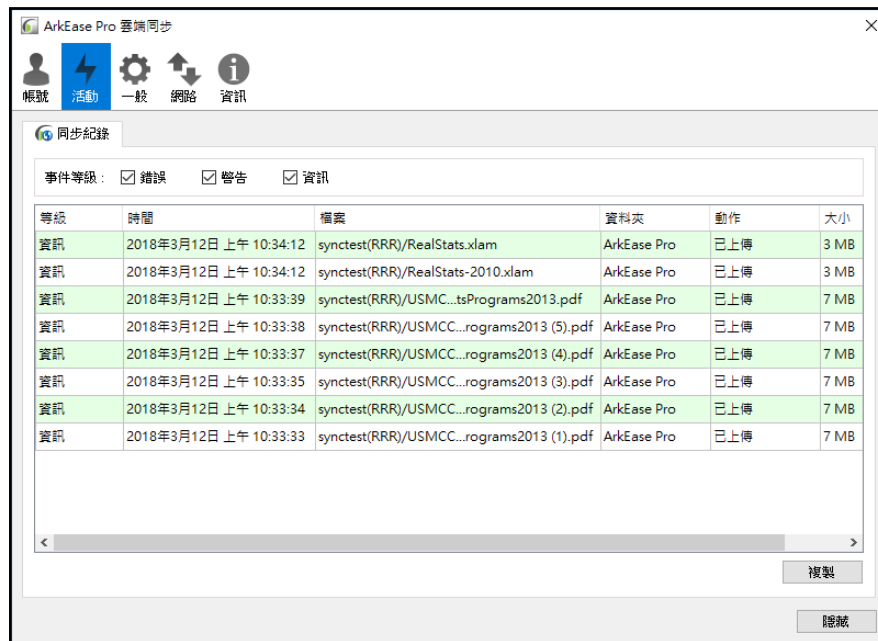 ArkEase Pro 雲端同步
帳號 活動 一般 網路 資訊
同步紀錄
事件等級 : 錯誤 警告 資訊
等級 時間 檔案 資料夾 動作 大小
資訊 2018年3月12日 上午 10:34:12 synctest(RRR)/RealStats.xlam ArkEase Pro 已上傳 3 MB
資訊 2018年3月12日 上午 10:34:12 synctest(RRR)/RealStats-2010.xlam ArkEase Pro 已上傳 3 MB
資訊 2018年3月12日 上午 10:33:39 synctest(RRR)/USMC...tsPrograms2013.pdf ArkEase Pro 已上傳 7 MB
資訊 2018年3月12日 上午 10:33:38 synctest(RRR)/USMCC...rograms2013 (5).pdf ArkEase Pro 已上傳 7 MB
資訊 2018年3月12日 上午 10:33:37 synctest(RRR)/USMCC...rograms2013 (4).pdf ArkEase Pro 已上傳 7 MB
資訊 2018年3月12日 上午 10:33:35 synctest(RRR)/USMCC...rograms2013 (3).pdf ArkEase Pro 已上傳 7 MB
資訊 2018年3月12日 上午 10:33:34 synctest(RRR)/USMCC...rograms2013 (2).pdf ArkEase Pro 已上傳 7 MB
資訊 2018年3月12日 上午 10:33:33 synctest(RRR)/USMCC...rograms2013 (1).pdf ArkEase Pro 已上傳 7 MB
複製
隱藏